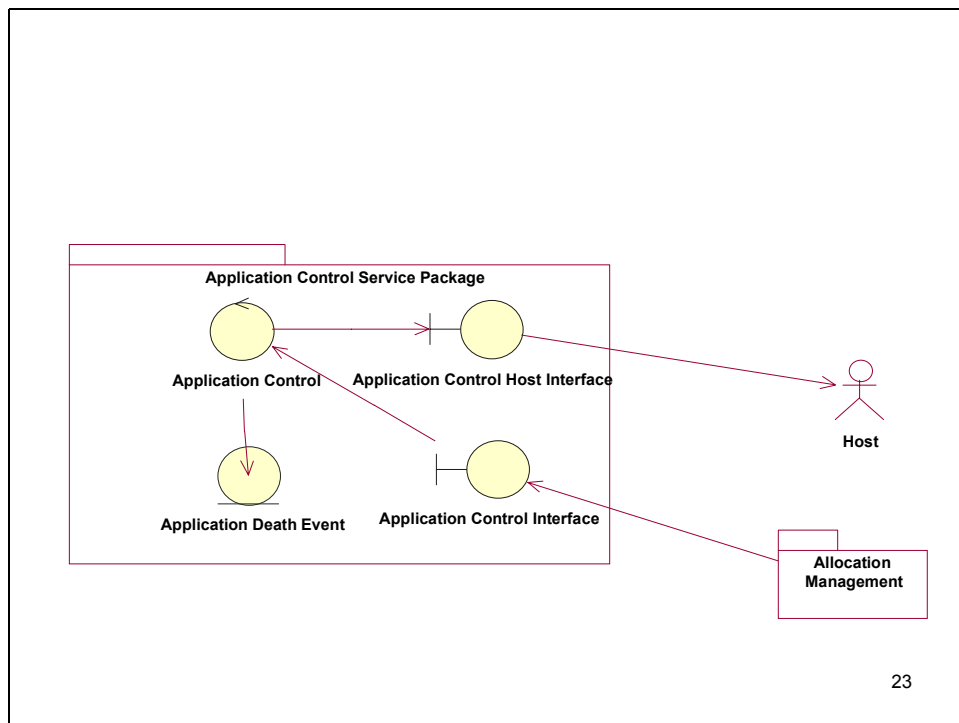 Application Control Service Package
Application Control
Application Control Host Interface
Host
Application Death Event
Application Control Interface
Allocation
Management
23